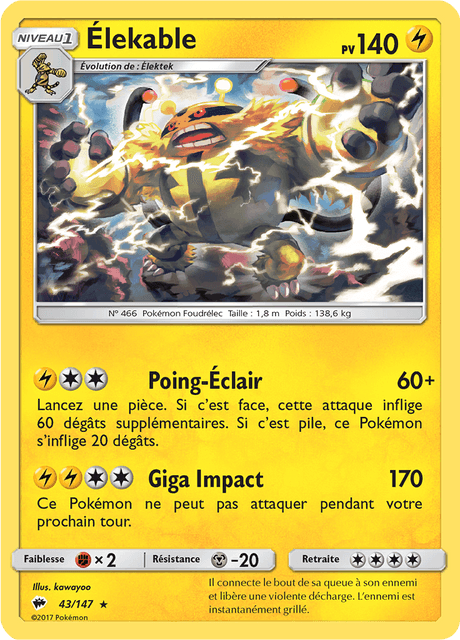 NIVEAU 1 Élekable PV 140
Évolution de : Élektek
N° 466 Pokémon Foudrélec Taille : 1,8 m Poids : 138,6 kg
Poing-Éclair 60+
Lancez une pièce. Si c'est face, cette attaque inflige
60 dégâts supplémentaires. Si c'est pile, ce Pokémon
s'inflige 20 dégâts.
Giga Impact 170
Ce Pokémon ne peut pas attaquer pendant votre
prochain tour.
Faiblesse ×2 Résistance -20 Retraite
Illus. kawayoo
43/147 ★
©2017 Pokémon
Il connecte le bout de sa queue à son ennemi
et libère une violente décharge. L'ennemi est
instantanément grillé.